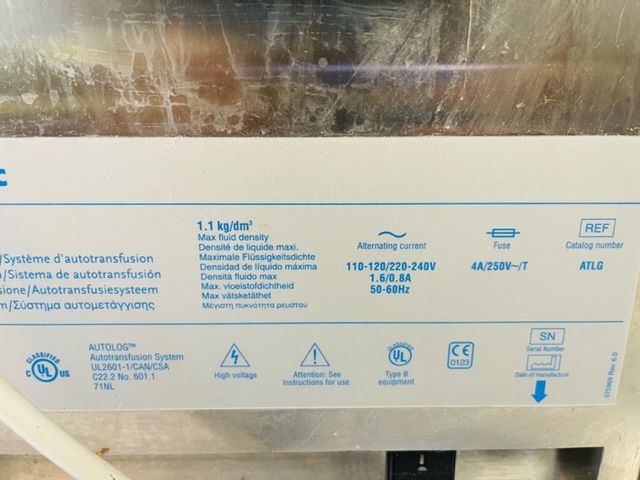 c
/Système d'autotransfusion
/Sistema de autotransfusión
sione/Autotransfusiesysteem
m/Σύστημα αυτομετάγγισης
1.1 kg/dm³
Max fluid density
Densité de liquide maxi.
Maximale Flüssigkeitsdichte
Densidad de líquido máxima
Densità fluido max
Max. vloeistofdichtheid
Max vätsketäthet
Μέγιστη πυκνότητα ρευστού
Alternating current
110-120/220-240V
1.6/0.8A
50-60Hz
Fuse
4A/250V~/T
REF
Catalog number
ATLG
CLASSIFIED
C UL US
AUTOLOG™
Autotransfusion System
UL2601-1/CAN/CSA
C22.2 No. 601.1
71NL
High voltage
Attention: See
instructions for use.
CLASSIFIED
UL
Type B
equipment
CE
0123
SN
Serial Number
Date of manufacture
075969 Rev. 6.0